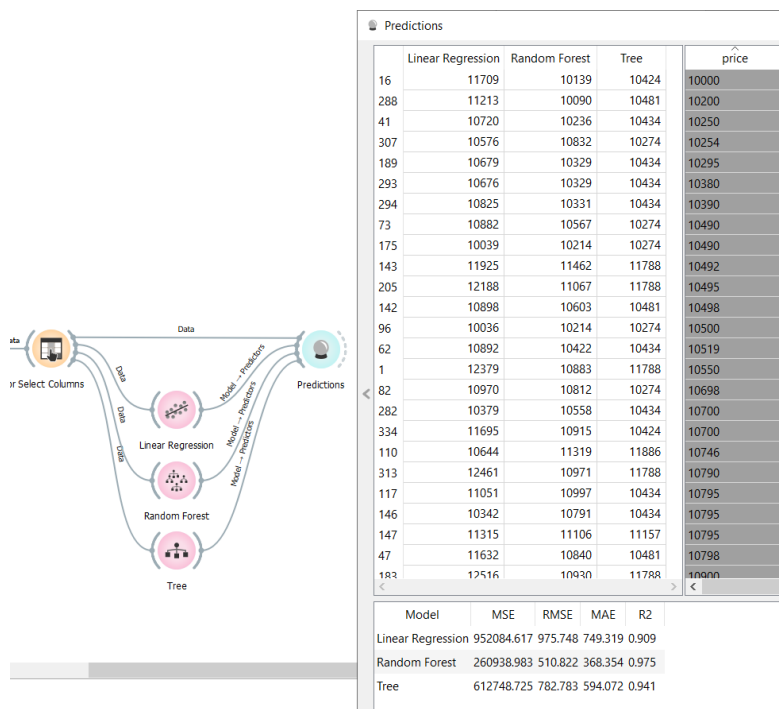 Predictions
Linear Regression Random Forest Tree price
16 11709 10139 10424 10000
288 11213 10090 10481 10200
41 10720 10236 10434 10250
307 10576 10832 10274 10254
189 10679 10329 10434 10295
293 10676 10329 10434 10380
294 10825 10331 10434 10390
73 10882 10567 10274 10490
175 10039 10214 10274 10490
143 11925 11462 11788 10492
205 12188 11067 11788 10495
142 10898 10603 10481 10498
96 10036 10214 10274 10500
62 10892 10422 10434 10519
1 12379 10883 11788 10550
82 10970 10812 10274 10698
282 10379 10558 10434 10700
334 11695 10915 10424 10700
110 10644 11319 11886 10746
313 12461 10971 11788 10790
117 11051 10997 10434 10795
146 10342 10791 10434 10795
147 11315 11106 11157 10795
47 11632 10840 10481 10798
183 12516 10930 11788 10900
Model MSE RMSE MAE R2
Linear Regression 952084.617 975.748 749.319 0.909
Random Forest 260938.983 510.822 368.354 0.975
Tree 612748.725 782.783 594.072 0.941
Data
ata
or Select Columns
Data
Data
Data
Model → Predictors
Model → Predictors
Model → Predictors
Predictions
Linear Regression
Random Forest
Tree